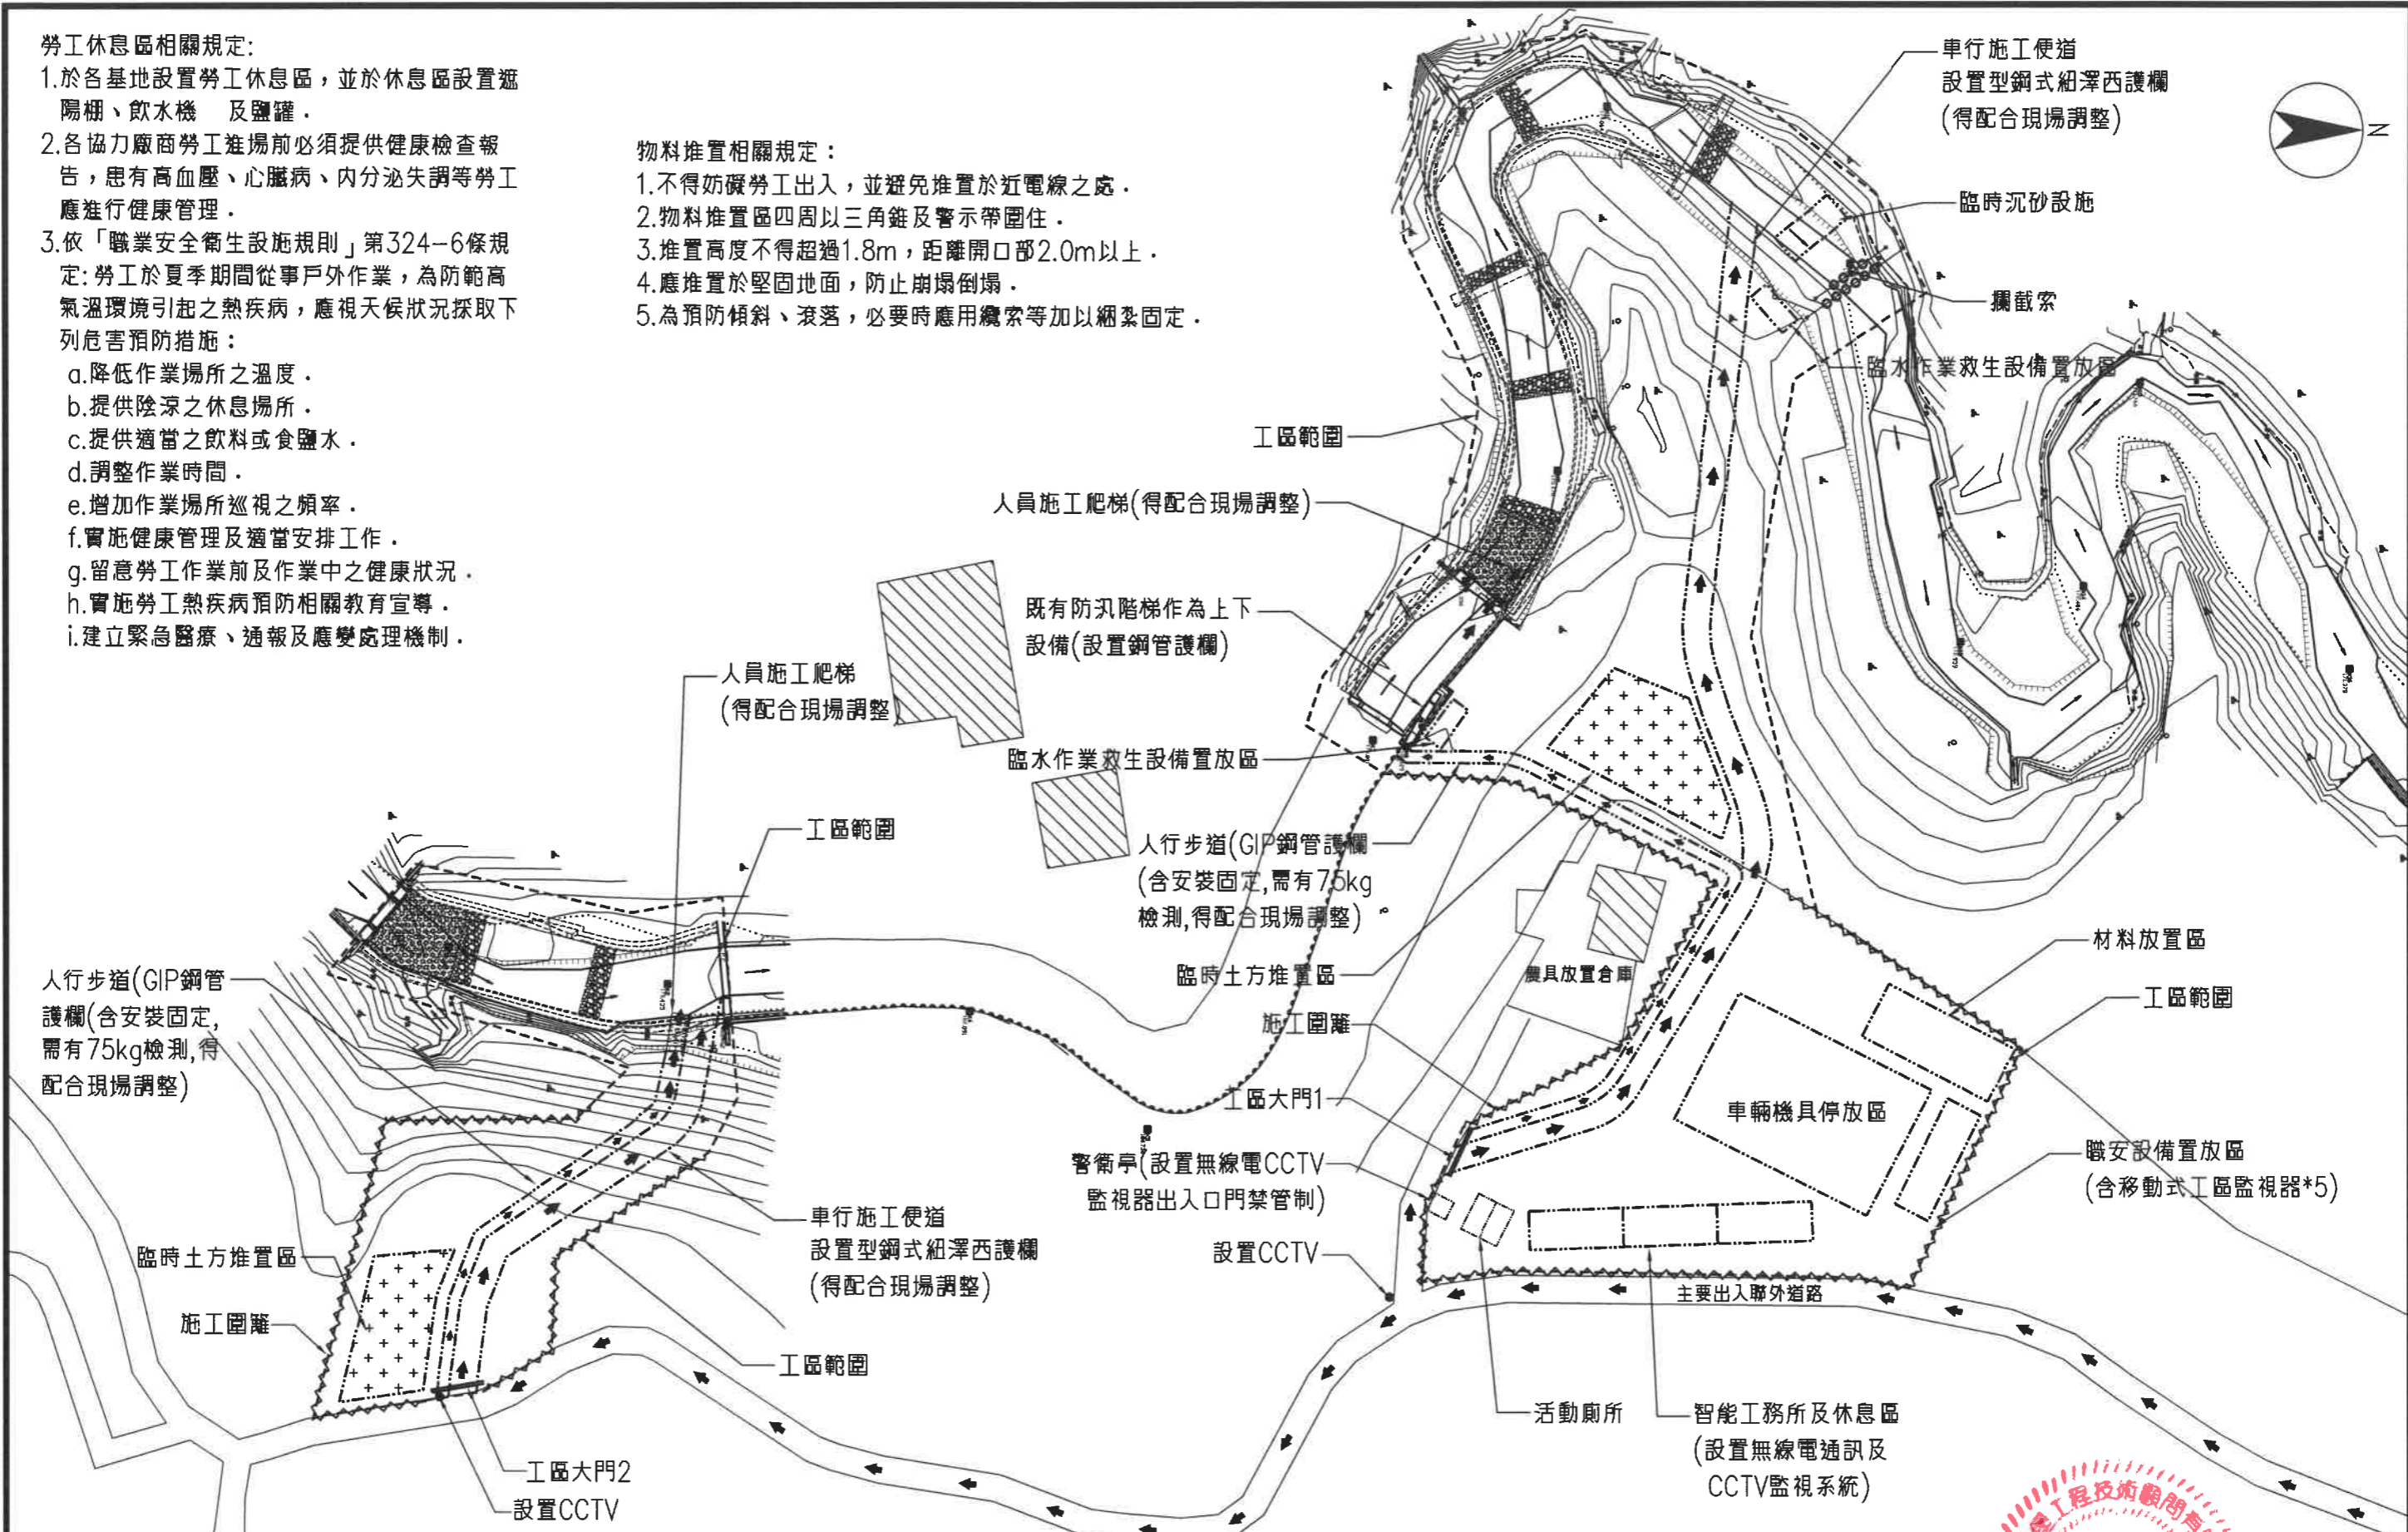 勞工休息區相關規定:
1.於各基地設置勞工休息區，並於休息區設置遮
陽棚、飲水機 及鹽罐．
2.各協力廠商勞工進場前必須提供健康檢查報
告，患有高血壓、心臟病、內分泌失調等勞工
應進行健康管理．
3.依「職業安全衛生設施規則」第324-6條規
定:勞工於夏季期間從事戶外作業，為防範高
氣溫環境引起之熱疾病，應視天候狀況採取下
列危害預防措施：
a.降低作業場所之溫度．
b.提供陰涼之休息場所．
c.提供適當之飲料或食鹽水．
d.調整作業時間．
e.增加作業場所巡視之頻率．
f.實施健康管理及適當安排工作．
g.留意勞工作業前及作業中之健康狀況．
h.實施勞工熱疾病預防相關教育宣導．
i.建立緊急醫療、通報及應變處理機制．
物料堆置相關規定：
1.不得妨礙勞工出入，並避免堆置於近電線之處．
2.物料堆置區四周以三角錐及警示帶圍住．
3.堆置高度不得超過1.8m，距離開口部2.0m以上．
4.應堆置於堅固地面，防止崩塌倒塌．
5.為預防傾斜、滾落，必要時應用纜索等加以綑紮固定．
車行施工便道
設置型鋼式紐澤西護欄
(得配合現場調整)
N
臨時沉砂設施
攔截索
臨水作業救生設備置放區
工區範圍
人員施工爬梯(得配合現場調整)
既有防汛階梯作為上下
設備(設置鋼管護欄)
人員施工爬梯
(得配合現場調整
臨水作業救生設備置放區
工區範圍
人行步道(GIP鋼管護欄
(含安裝固定,需有75kg
檢測,得配合現場調整)
臨時土方堆置區
農具放置倉庫
施工圍籬
材料放置區
工區範圍
人行步道(GIP鋼管
護欄(含安裝固定,
需有75kg檢測,得
配合現場調整)
工區大門1
車輛機具停放區
警衛亭(設置無線電CCTV
監視器出入口門禁管制)
職安設備置放區
(含移動式工區監視器*5)
車行施工便道
設置型鋼式紐澤西護欄
(得配合現場調整)
設置CCTV
臨時土方堆置區
主要出入聯外道路
施工圍籬
工區範圍
活動廁所
智能工務所及休息區
(設置無線電通訊及
CCTV監視系統)
工區大門2
設置CCTV
工程技術顧問有